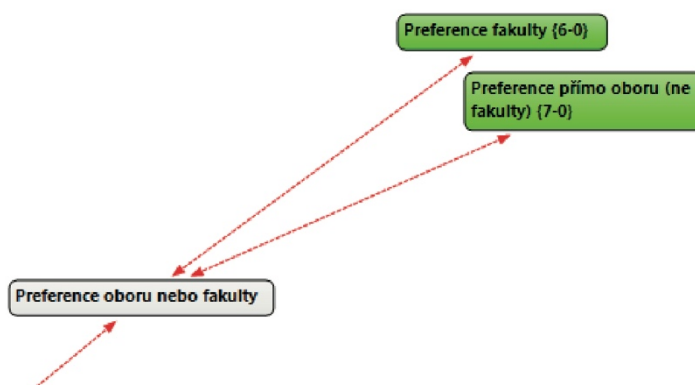 Preference fakulty {6-0}
Preference přímo oboru (ne
fakulty) {7-0}
Preference oboru nebo fakulty